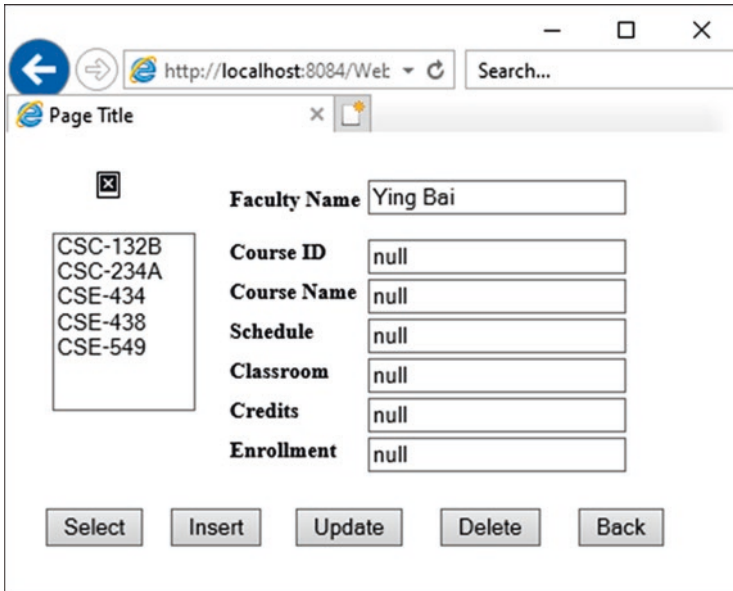 http://localhost:8084/Web
Search...
Page Title
Faculty Name Ying Bai
CSC-132B
CSC-234A
CSE-434
CSE-438
CSE-549
Course ID null
Course Name null
Schedule null
Classroom null
Credits null
Enrollment null
Select Insert Update Delete Back